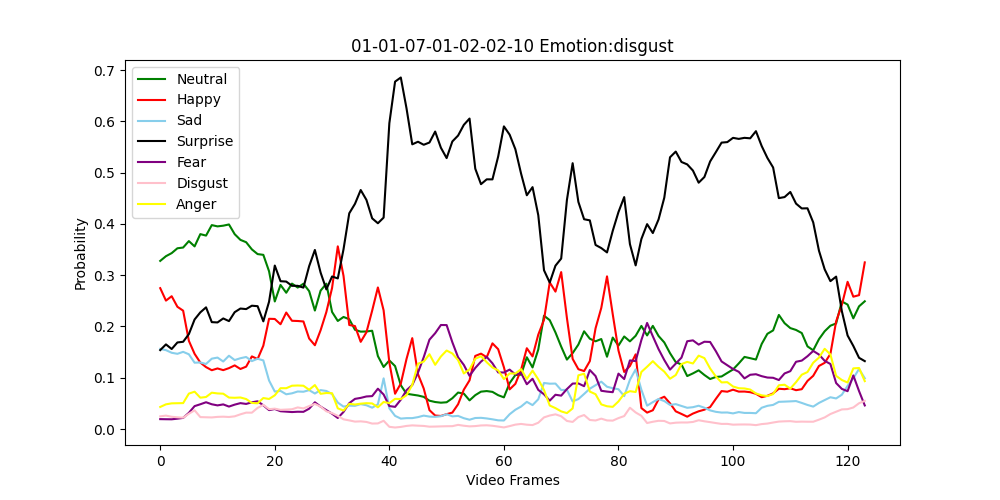 01-01-07-01-02-02-10 Emotion:disgust
Neutral
Happy
Sad
Surprise
Fear
Disgust
Anger
Probability
0.7
0.6
0.5
0.4
0.3
0.2
0.1
0.0
0 20 40 60 80 100 120
Video Frames